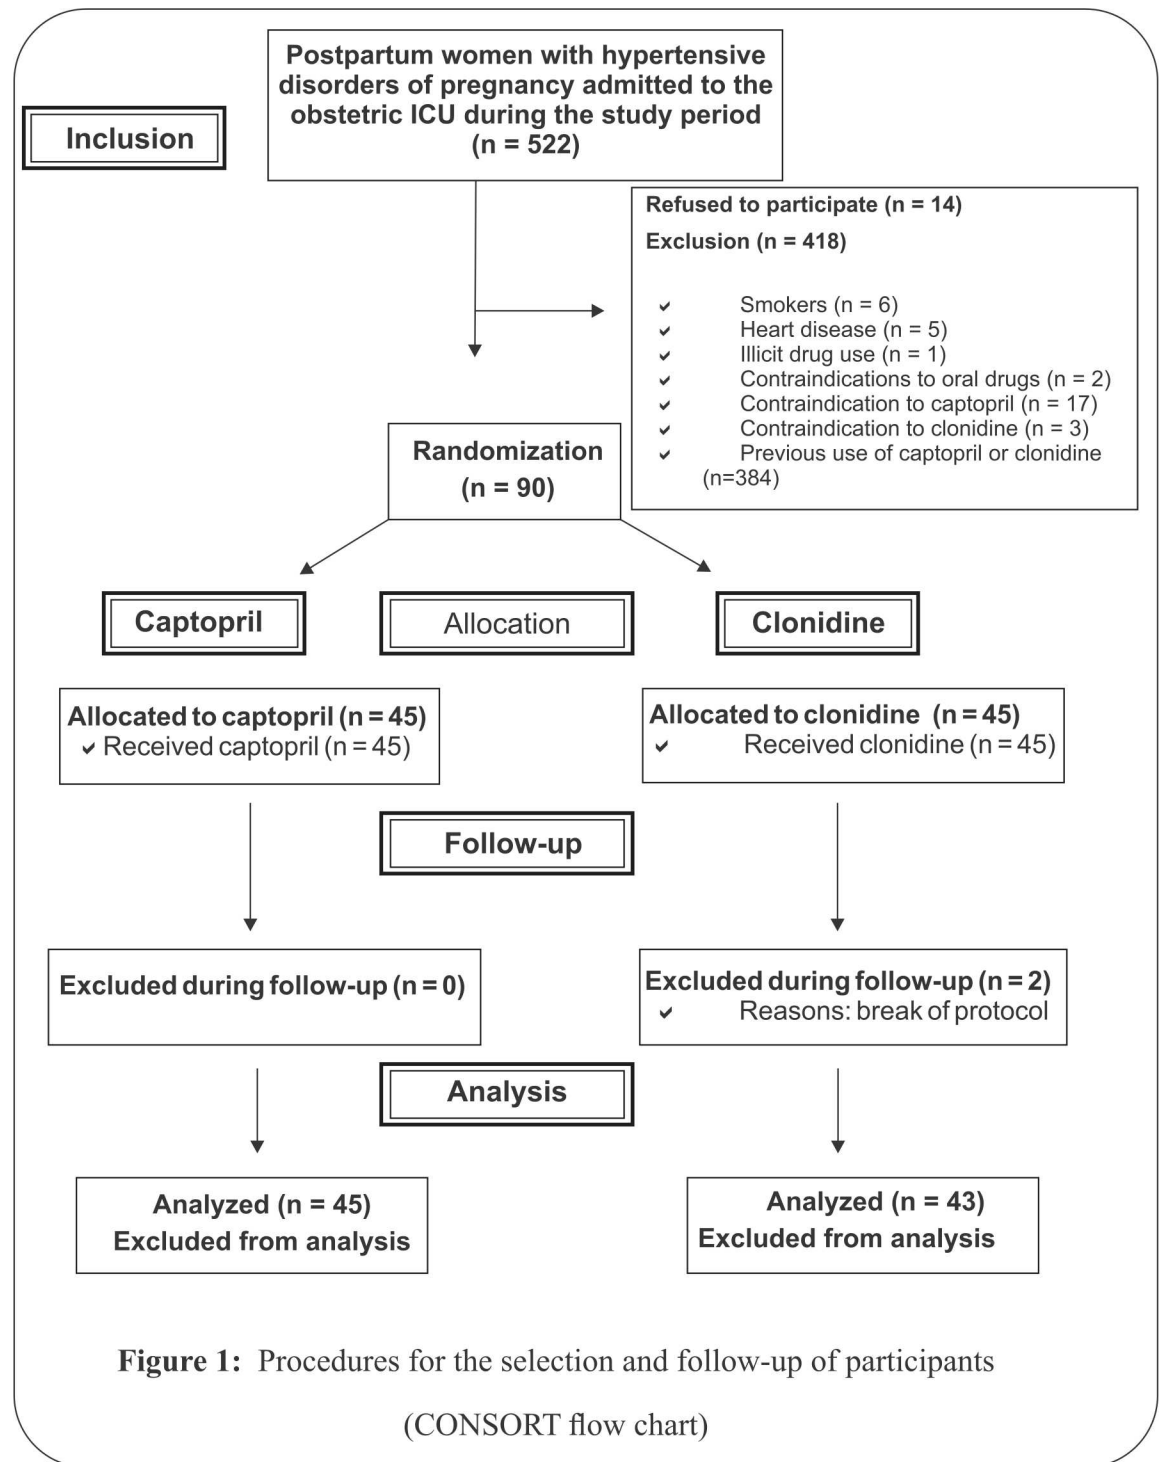 Postpartum women with hypertensive
disorders of pregnancy admitted to the
obstetric ICU during the study period
(n = 522)
Inclusion
Refused to participate (n = 14)
Exclusion (n = 418)
Smokers (n = 6)
Heart disease (n = 5)
Illicit drug use (n = 1)
Contraindications to oral drugs (n = 2)
Contraindication to captopril (n = 17)
Contraindication to clonidine (n = 3)
Previous use of captopril or clonidine
(n=384)
Randomization
(n = 90)
Captopril
Allocation
Clonidine
Allocated to captopril (n = 45)
Received captopril (n = 45)
Allocated to clonidine (n = 45)
Received clonidine (n = 45)
Follow-up
Excluded during follow-up (n = 0)
Excluded during follow-up (n = 2)
Reasons: break of protocol
Analysis
Analyzed (n = 45)
Excluded from analysis
Analyzed (n = 43)
Excluded from analysis
Figure 1: Procedures for the selection and follow-up of participants
(CONSORT flow chart)